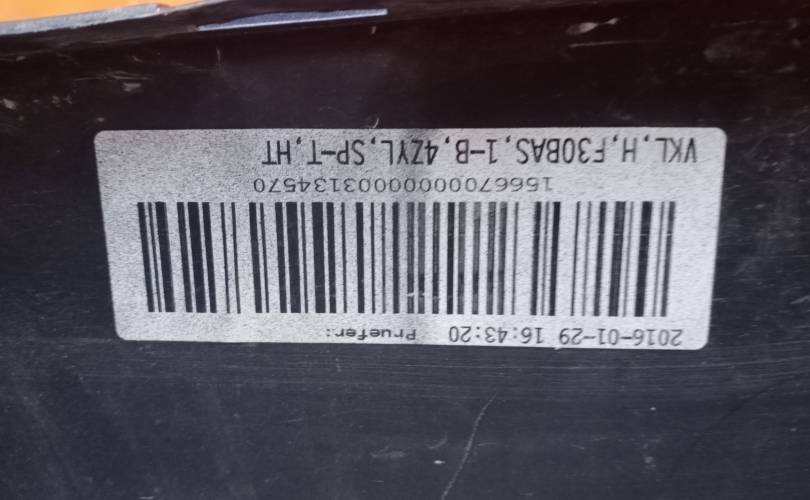 2016-01-29 16:43:20 Pruefer:
15667000000003134570
VKL,H,F30BAS,1-B,4ZYL,SP-T,HT